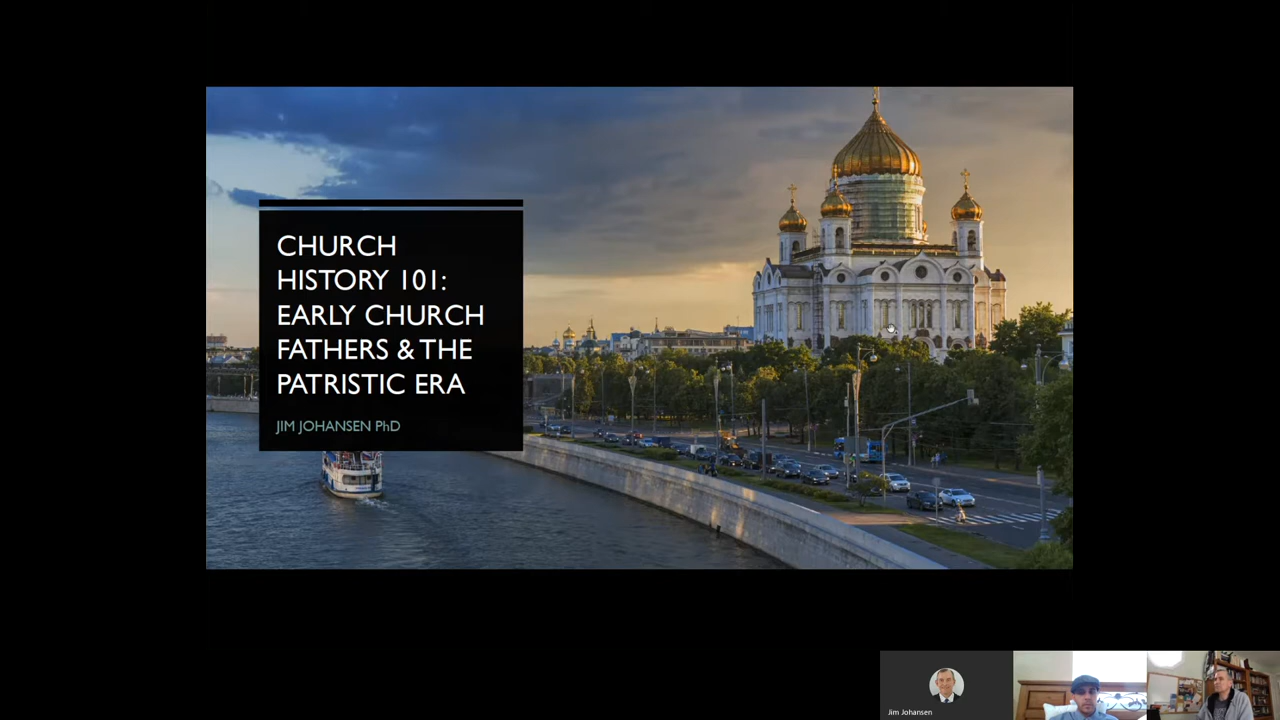 CHURCH
HISTORY 101:
EARLY CHURCH
FATHERS & THE
PATRISTIC ERA
JIM JOHANSEN PhD
Jim Johansen